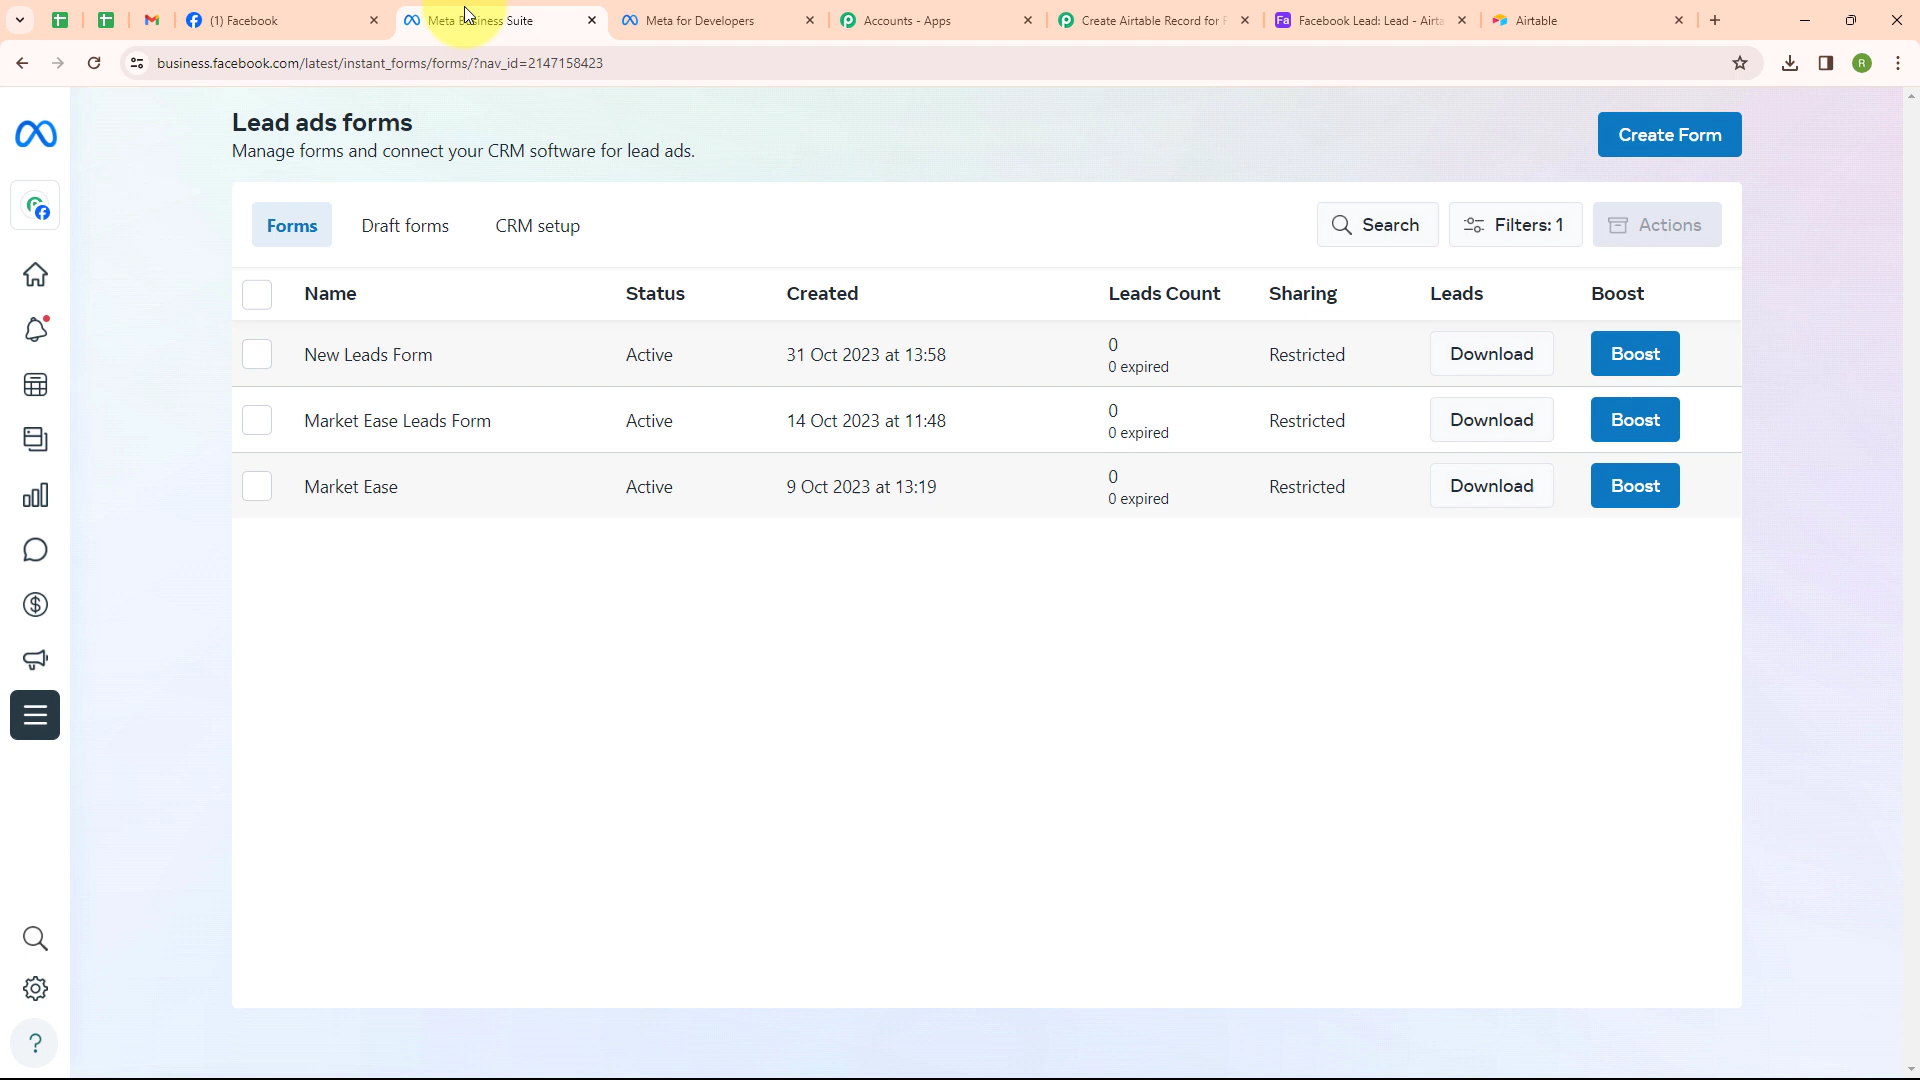 (1) Facebook
Meta Business Suite
Meta for Developers
Accounts - Apps
Create Airtable Record for F
Facebook Lead: Lead - Airta
Airtable
business.facebook.com/latest/instant_forms/forms/?nav_id=2147158423
R
Lead ads forms
Manage forms and connect your CRM software for lead ads.
Create Form
Forms Draft forms CRM setup Search Filters: 1 Actions
Name Status Created Leads Count Sharing Leads Boost
New Leads Form Active 31 Oct 2023 at 13:58 0 Restricted Download Boost
0 expired
Market Ease Leads Form Active 14 Oct 2023 at 11:48 0 Restricted Download Boost
0 expired
Market Ease Active 9 Oct 2023 at 13:19 0 Restricted Download Boost
0 expired